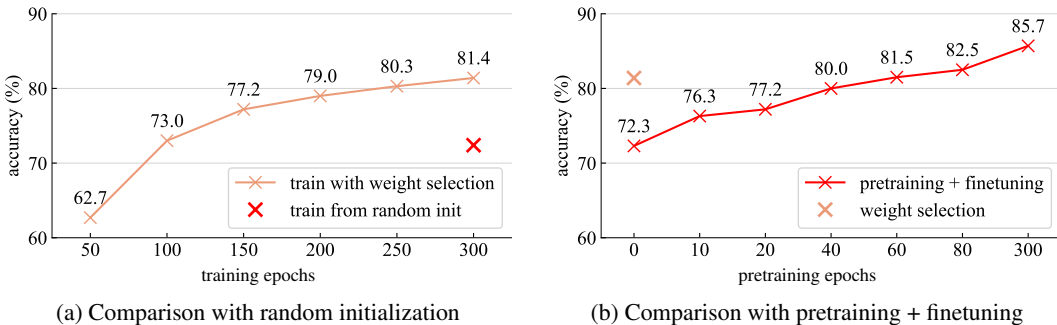 90
80
70
60
accuracy (%)
62.7
73.0
77.2
79.0
80.3
81.4
train with weight selection
train from random init
50 100 150 200 250 300
training epochs
(a) Comparison with random initialization
90
80
70
60
accuracy (%)
72.3
76.3
77.2
80.0
81.5
82.5
85.7
pretraining + finetuning
weight selection
0 10 20 40 60 80 300
pretraining epochs
(b) Comparison with pretraining + finetuning